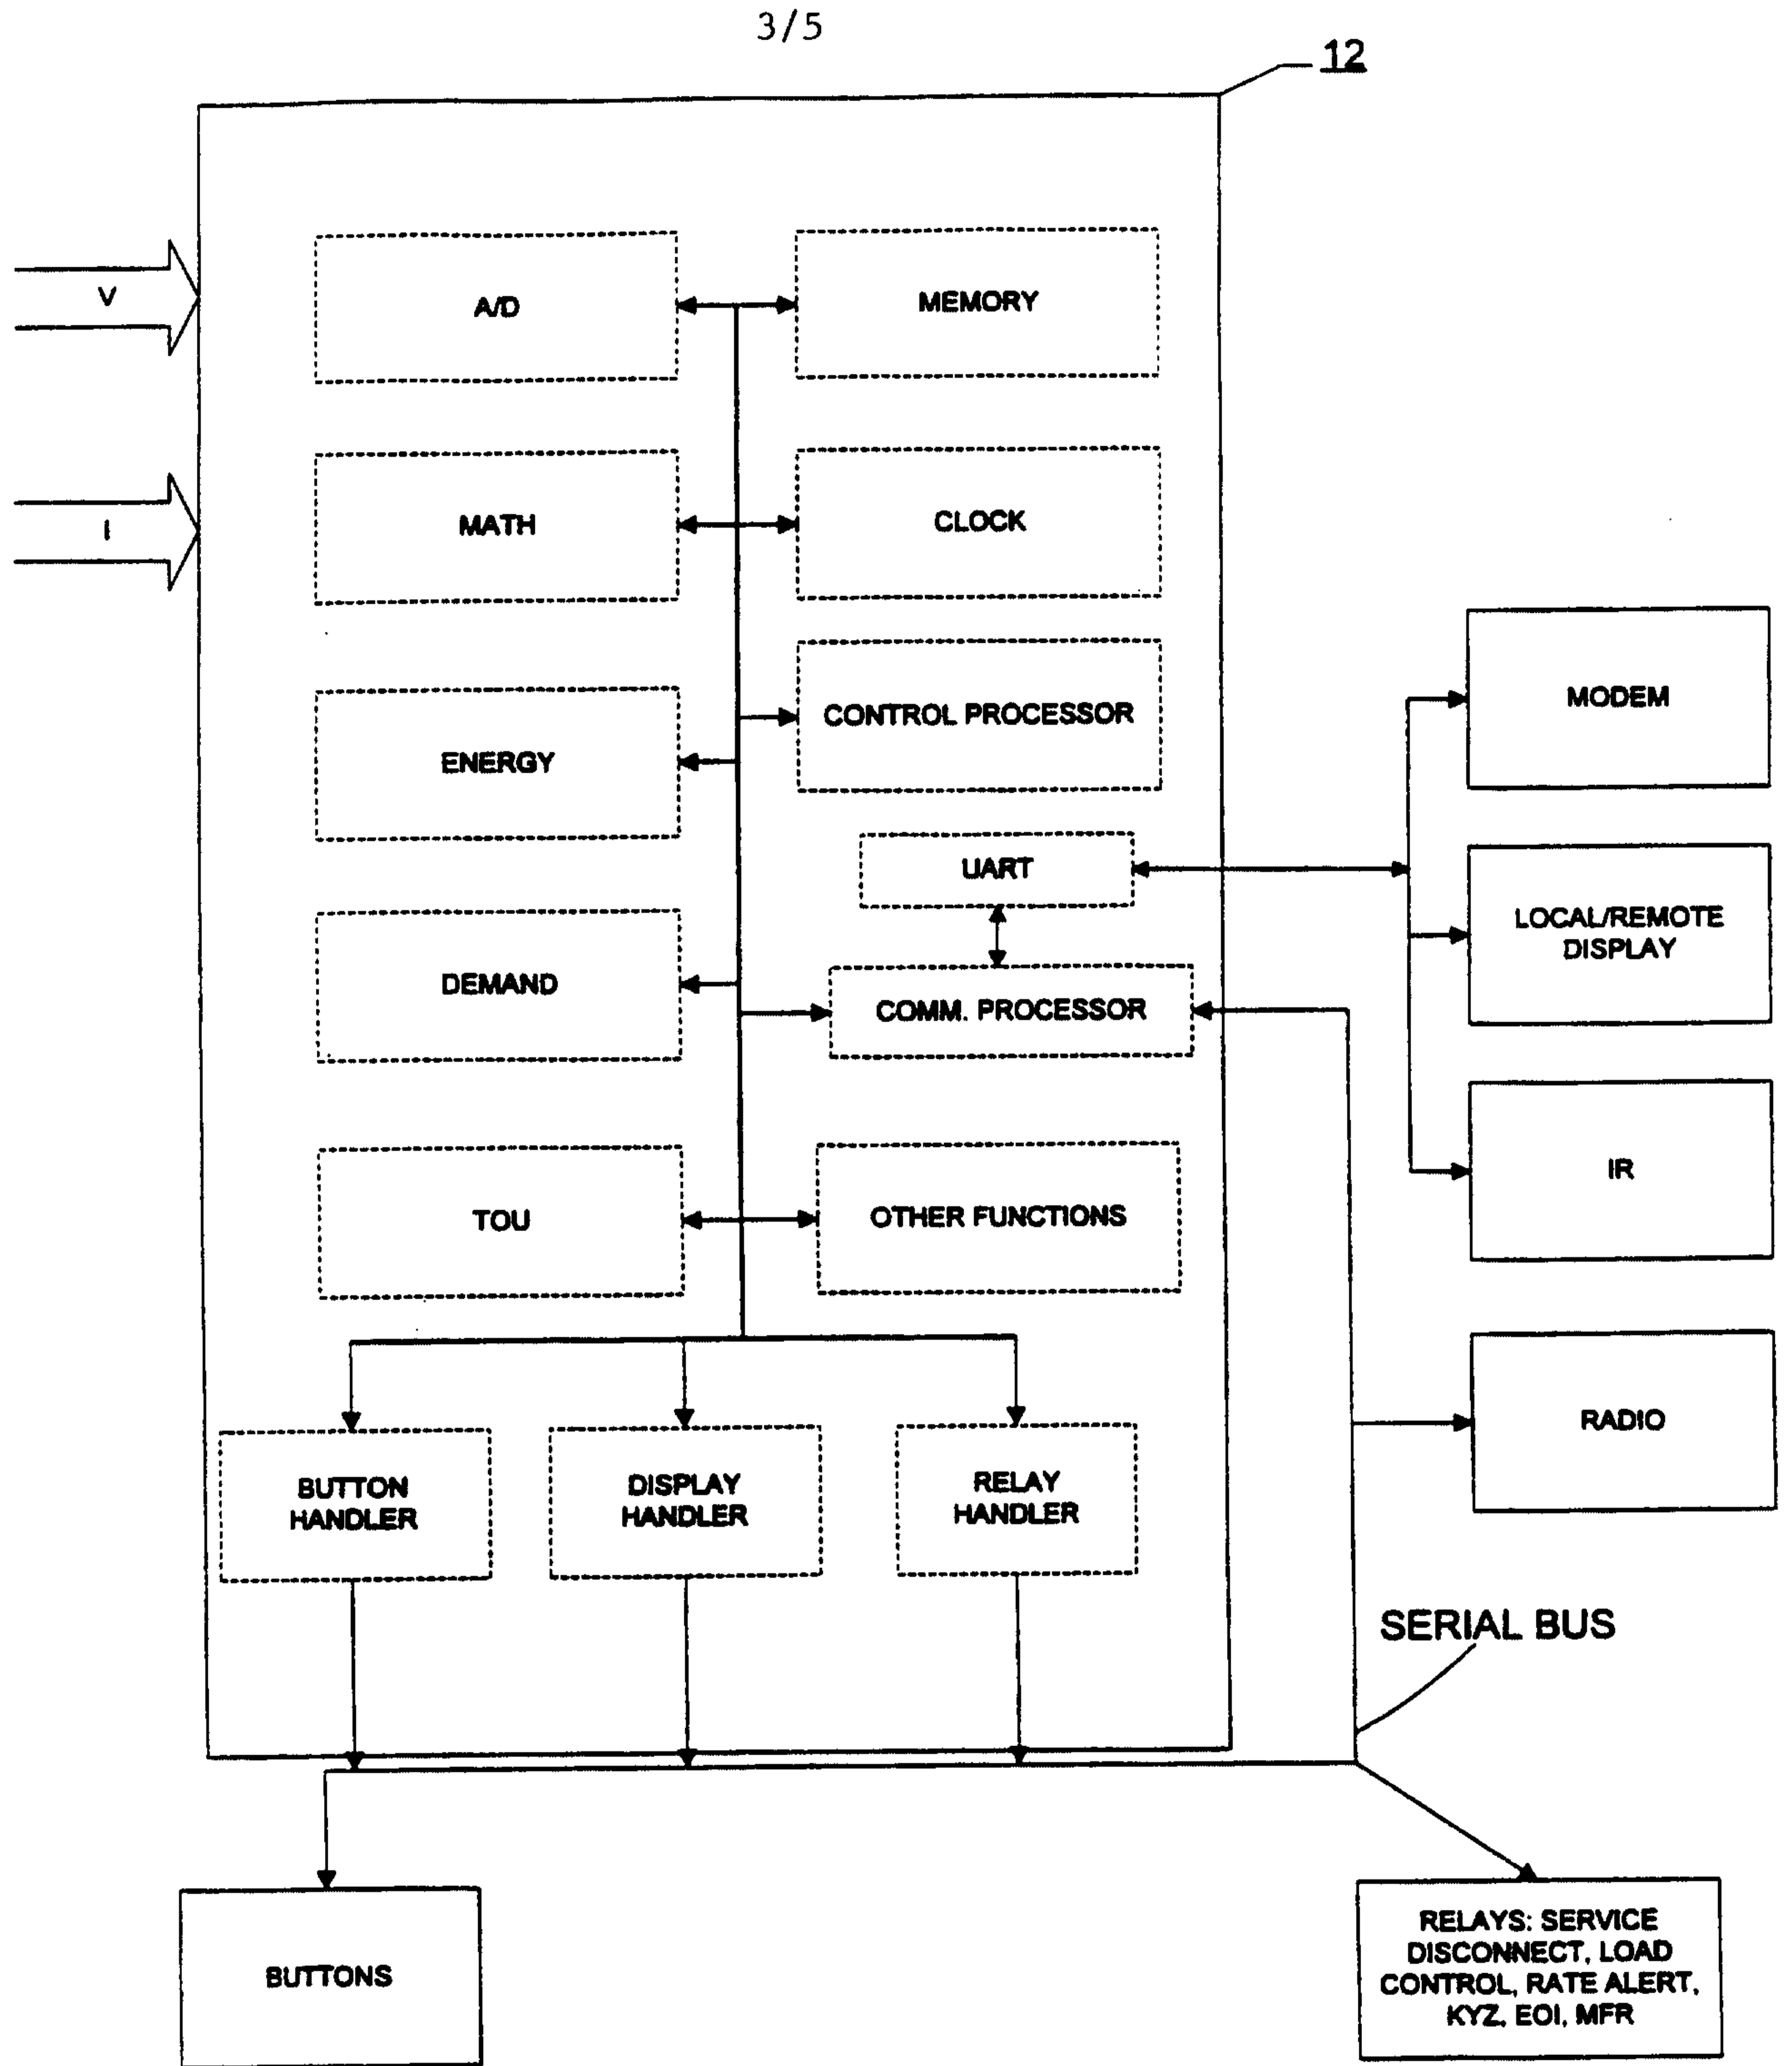 3/5
12
V
A/D
MEMORY
I
MATH
CLOCK
CONTROL PROCESSOR
MODEM
ENERGY
UART
LOCAL/REMOTE
DISPLAY
DEMAND
COMM. PROCESSOR
IR
TOU
OTHER FUNCTIONS
RADIO
BUTTON
HANDLER
DISPLAY
HANDLER
RELAY
HANDLER
SERIAL BUS
BUTTONS
RELAYS: SERVICE
DISCONNECT, LOAD
CONTROL, RATE ALERT,
KYZ, EOI, MFR